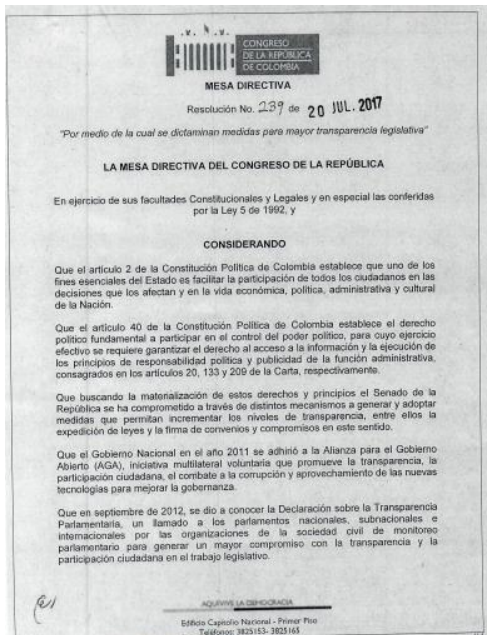 CONGRESO
DE LA REPÚBLICA
DE COLOMBIA
MESA DIRECTIVA
Resolución No. 239 de 20 JUL. 2017
"Por medio de la cual se dictaminan medidas para mayor transparencia legislativa"
LA MESA DIRECTIVA DEL CONGRESO DE LA REPÚBLICA
En ejercicio de sus facultades Constitucionales y Legales y en especial las conferidas
por la Ley 5 de 1992, y
CONSIDERANDO
Que el artículo 2 de la Constitución Política de Colombia establece que uno de los
fines esenciales del Estado es facilitar la participación de todos los ciudadanos en las
decisiones que los afectan y en la vida económica, política, administrativa y cultural
de la Nación.
Que el artículo 40 de la Constitución Política de Colombia establece el derecho
político fundamental a participar en el control del poder político, para cuyo ejercicio
efectivo se requiere garantizar el derecho al acceso a la información y la ejecución de
los principios de responsabilidad política y publicidad de la función administrativa,
consagrados en los artículos 20, 133 y 209 de la Carta, respectivamente.
Que buscando la materialización de estos derechos y principios el Senado de la
República se ha comprometido a través de distintos mecanismos a generar y adoptar
medidas que permitan incrementar los niveles de transparencia, entre ellos la
expedición de leyes y la firma de convenios y compromisos en este sentido.
Que el Gobierno Nacional en el año 2011 se adhirió a la Alianza para el Gobierno
Abierto (AGA), iniciativa multilateral voluntaria que promueve la transparencia, la
participación ciudadana, el combate a la corrupción y aprovechamiento de las nuevas
tecnologías para mejorar la gobernanza.
Que en septiembre de 2012, se dio a conocer la Declaración sobre la Transparencia
Parlamentaria, un llamado a los parlamentos nacionales, subnacionales e
internacionales por las organizaciones de la sociedad civil de monitoreo
parlamentario para generar un mayor compromiso con la transparencia y la
participación ciudadana en el trabajo legislativo.
AQUÍVIVE LA DEMOCRACIA
Edificio Capitolio Nacional - Primer Piso
Teléfonos: 3825153- 3825165